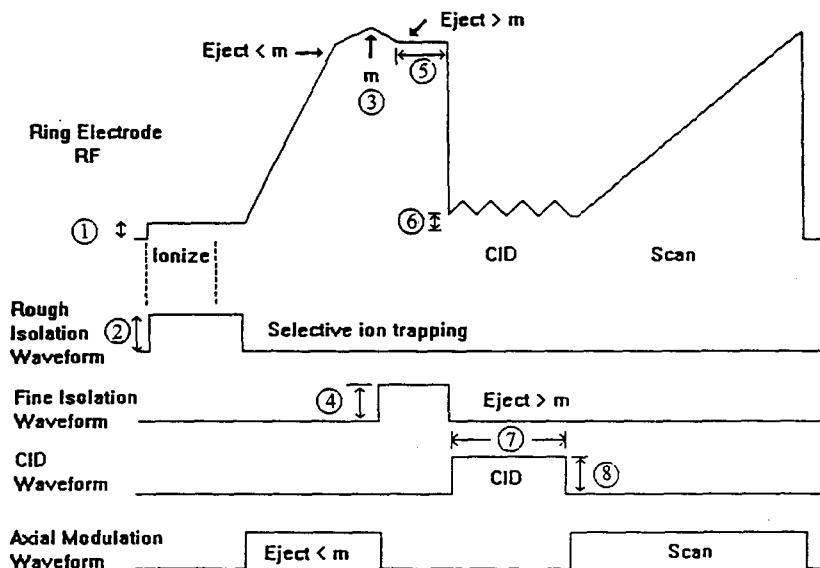 Eject > m
Eject < m
m
③
⑤
Ring Electrode
RF
①
Ionize
⑥
CID
Scan
Rough
Isolation
Waveform
②
Selective ion trapping
Fine Isolation
Waveform
④
Eject > m
CID
Waveform
⑦
CID
⑧
Axial Modulation
Waveform
Eject < m
Scan